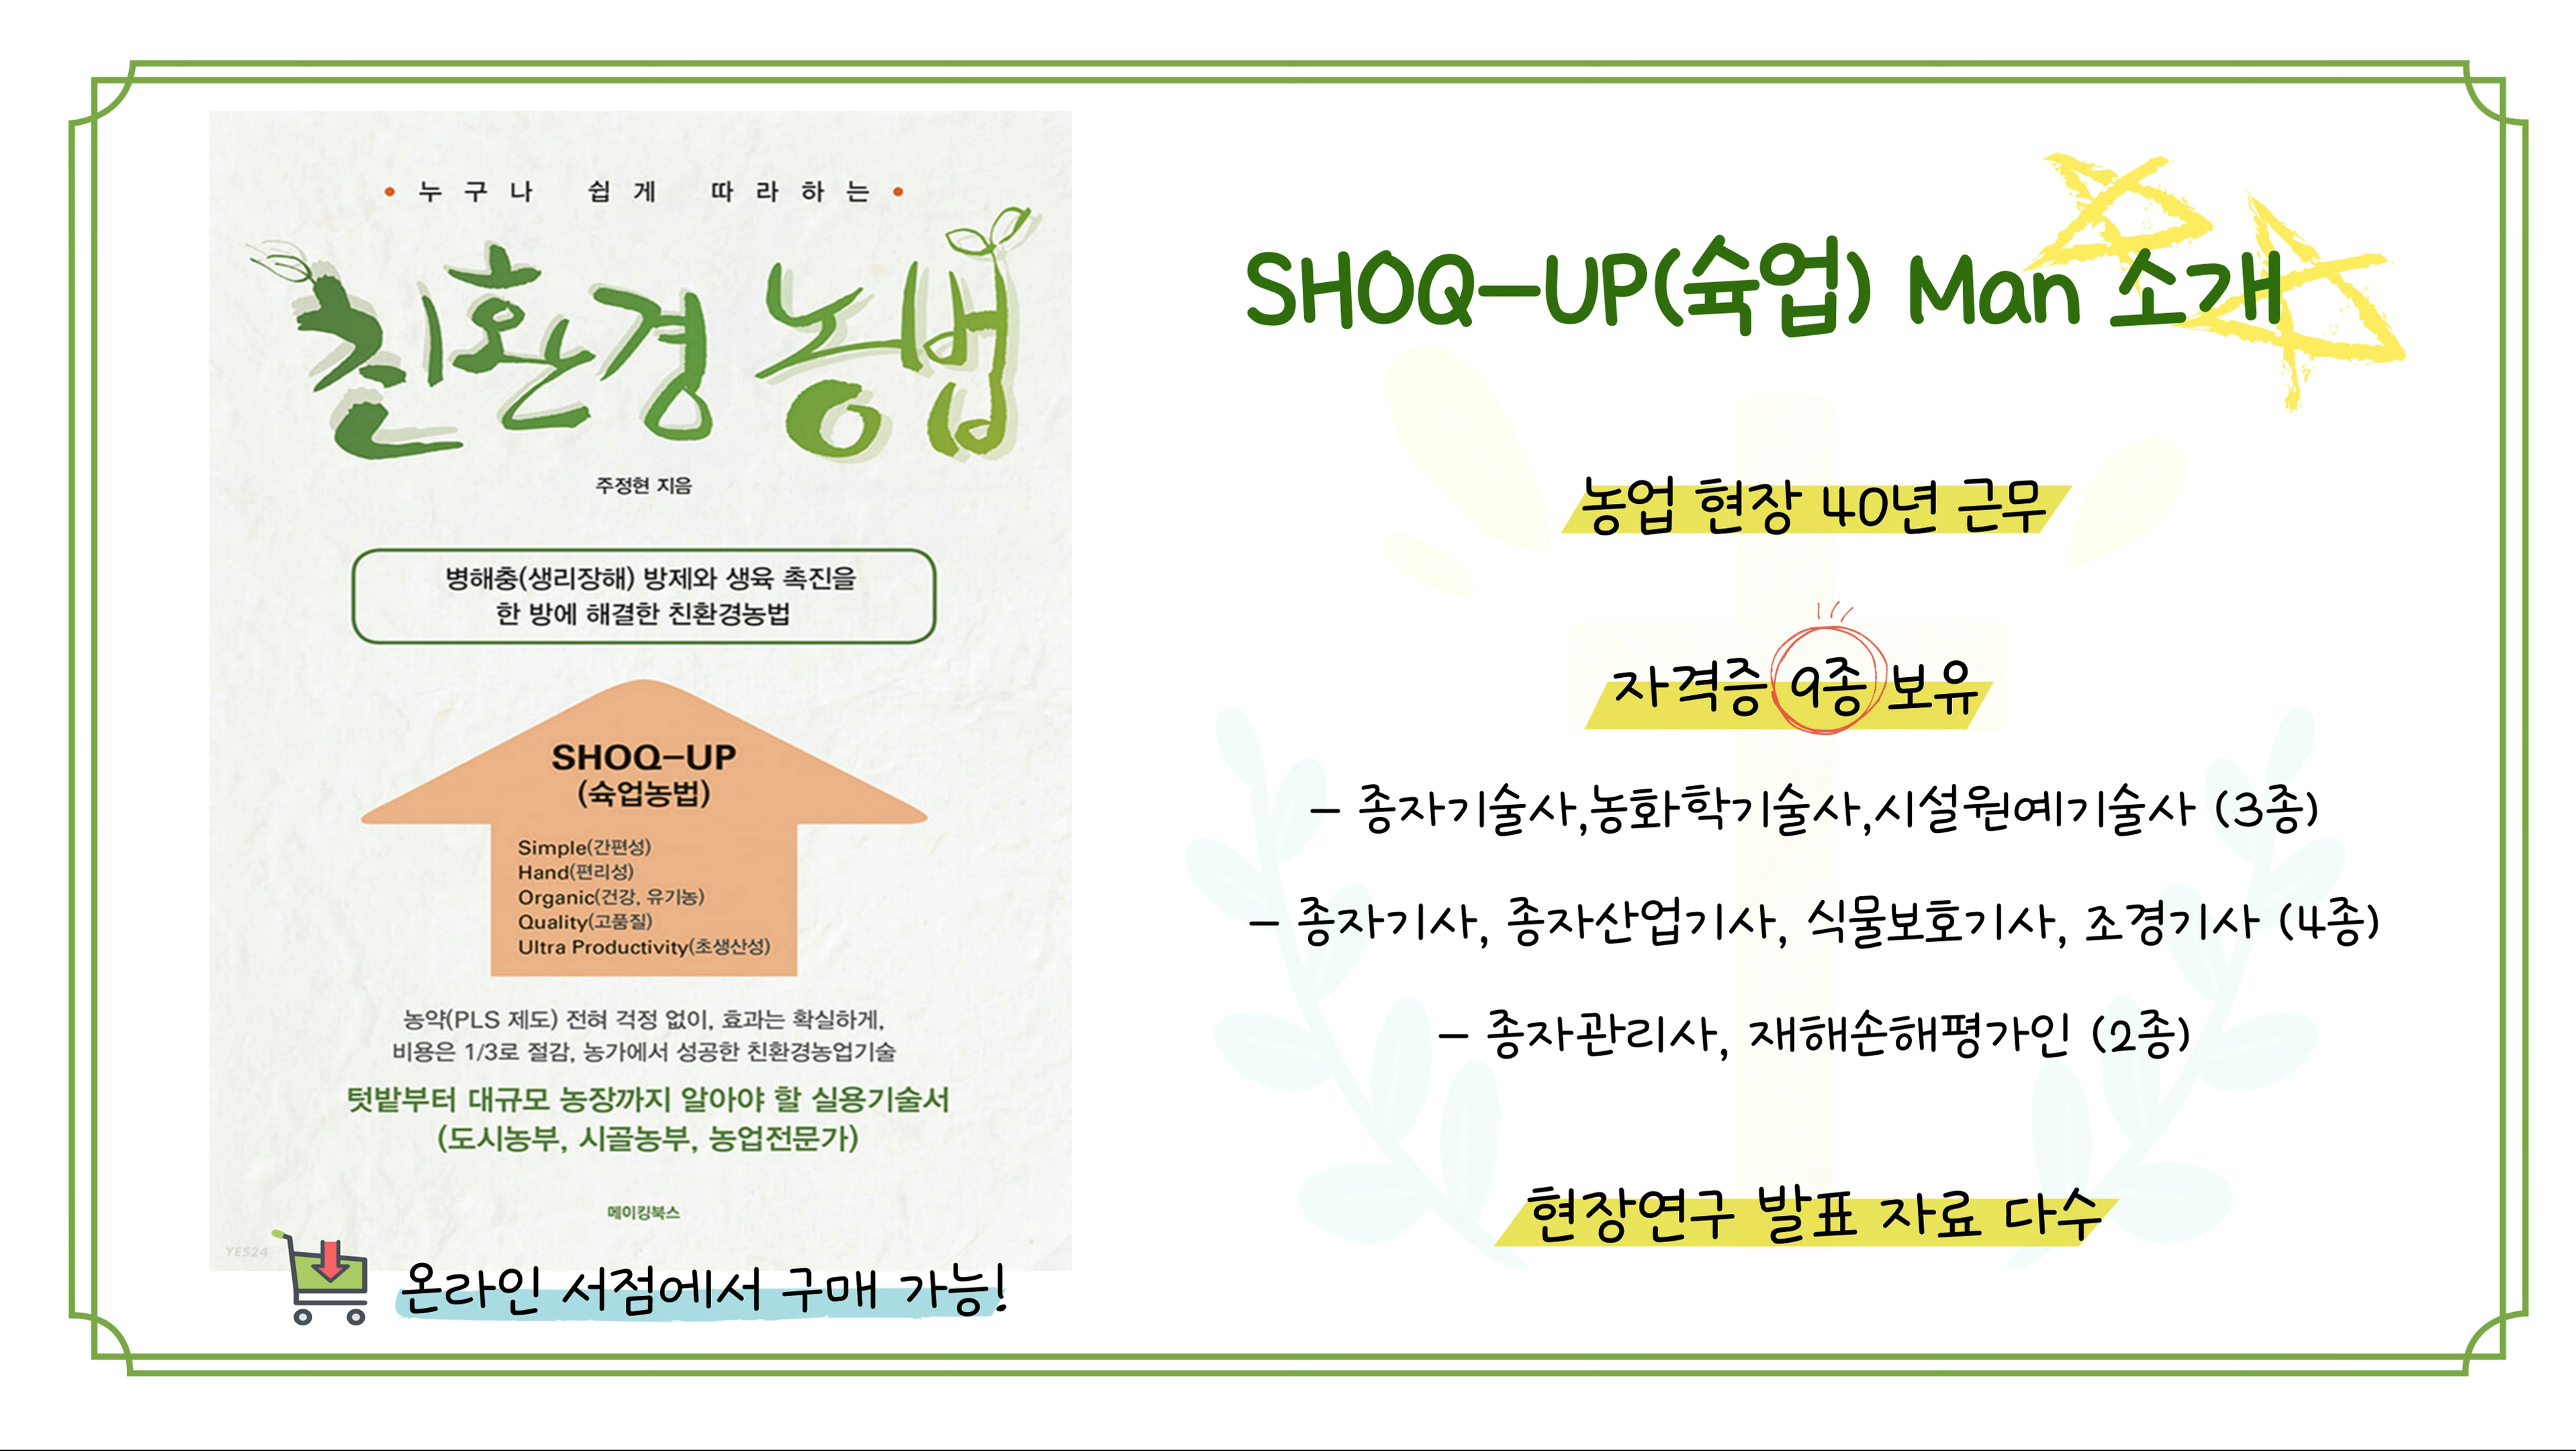 누구나 쉽게 따라하는
친환경 농법
주정현 지음
병해충(생리장해) 방제와 생육 촉진을
한 방에 해결한 친환경농법
SHOQ-UP
(슉업농법)
Simple(간편성)
Hand(편리성)
Organic(건강, 유기농)
Quality(고품질)
Ultra Productivity(초생산성)
농약(PLS 제도) 전혀 걱정 없이, 효과는 확실하게,
비용은 1/3로 절감, 농가에서 성공한 친환경농업기술
텃밭부터 대규모 농장까지 알아야 할 실용기술서
(도시농부, 시골농부, 농업전문가)
메이킹북스
YES24
온라인 서점에서 구매 가능!
SHOQ-UP(슉업) Man 소개
농업 현장 40년 근무
자격증 9종 보유
- 종자기술사,농화학기술사,시설원예기술사 (3종)
- 종자기사, 종자산업기사, 식물보호기사, 조경기사 (4종)
- 종자관리사, 재해손해평가인 (2종)
현장연구 발표 자료 다수